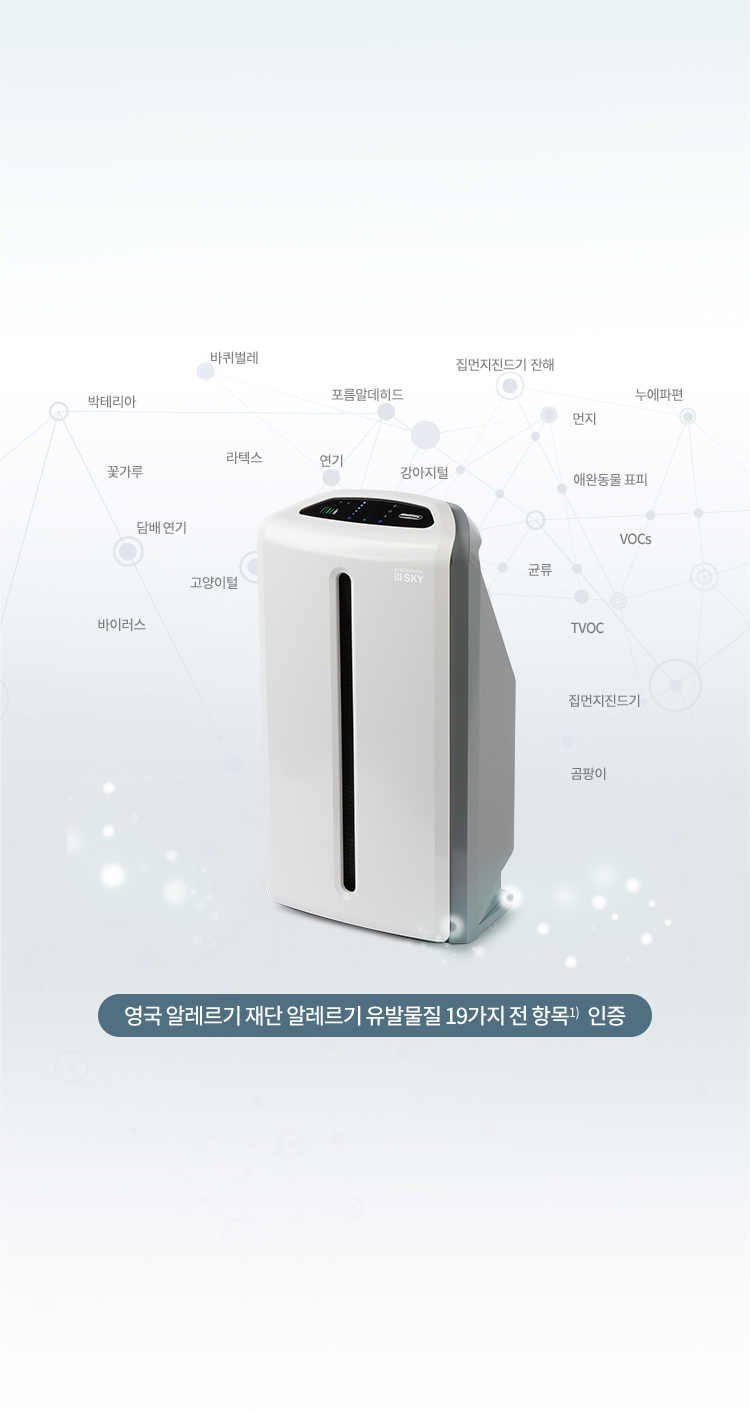 바퀴벌레
집먼지진드기 잔해
포름알데히드
누에파편
박테리아
먼지
라텍스
연기
꽃가루
강아지털
애완동물 표피
담배 연기
VOCs
균류
고양이털
ATMOSPHERE
SKY
바이러스
TVOC
집먼지진드기
곰팡이
영국 알레르기 재단 알레르기 유발물질 19가지 전 항목1) 인증